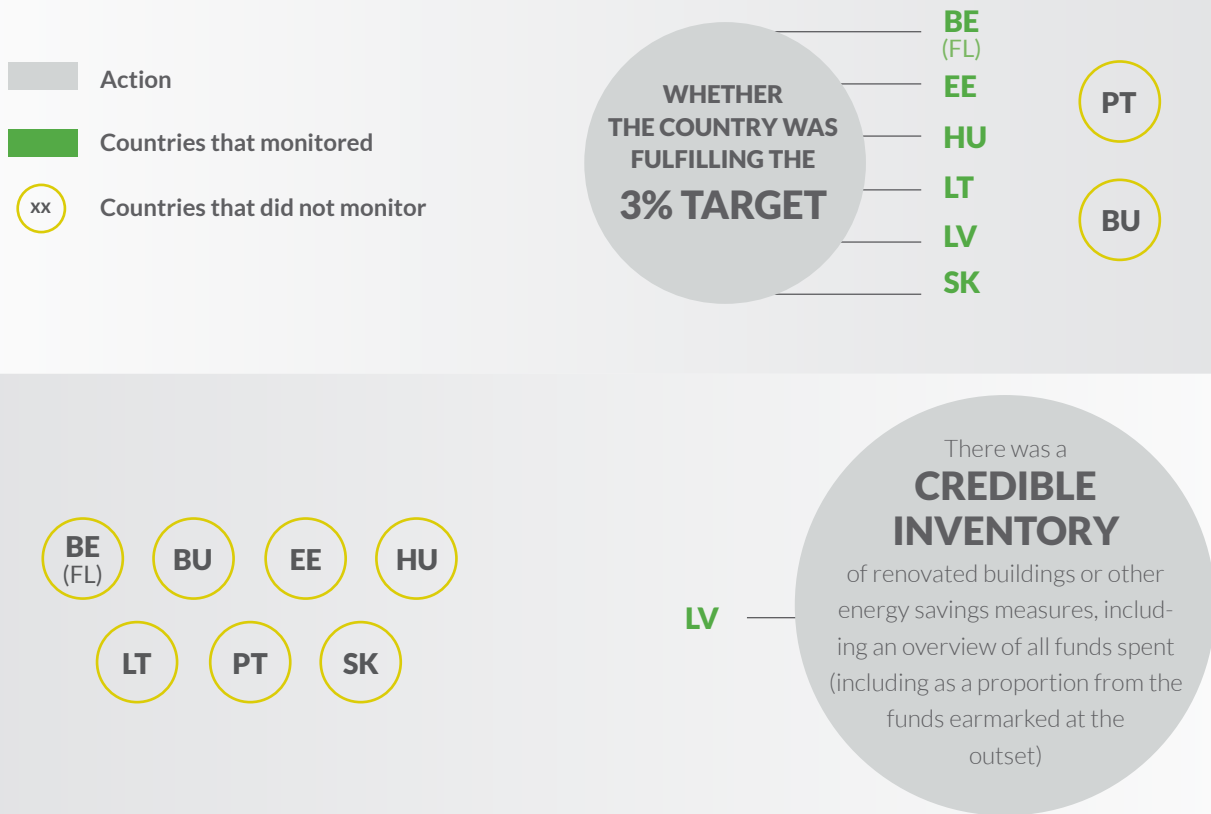 Action
Countries that monitored
xx
Countries that did not monitor
WHETHER
THE COUNTRY WAS
FULFILLING THE
3% TARGET
BE
(FL)
EE
HU
LT
LV
SK
PT
BU
BE
(FL)
BU
EE
HU
LT
PT
SK
LV
There was a
CREDIBLE
INVENTORY
of renovated buildings or other
energy savings measures, includ-
ing an overview of all funds spent
(including as a proportion from the
funds earmarked at the
outset)